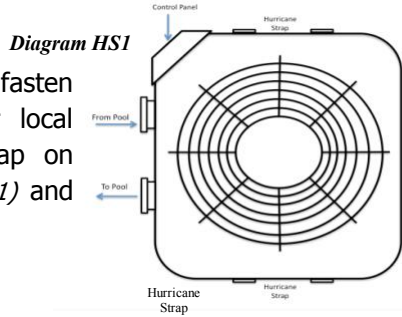 Control Panel
Hurricane
Strap
Diagram HS1
fasten
local
From Pool
ap on
1) and
To Pool
Hurricane
Strap
Hurricane
Strap